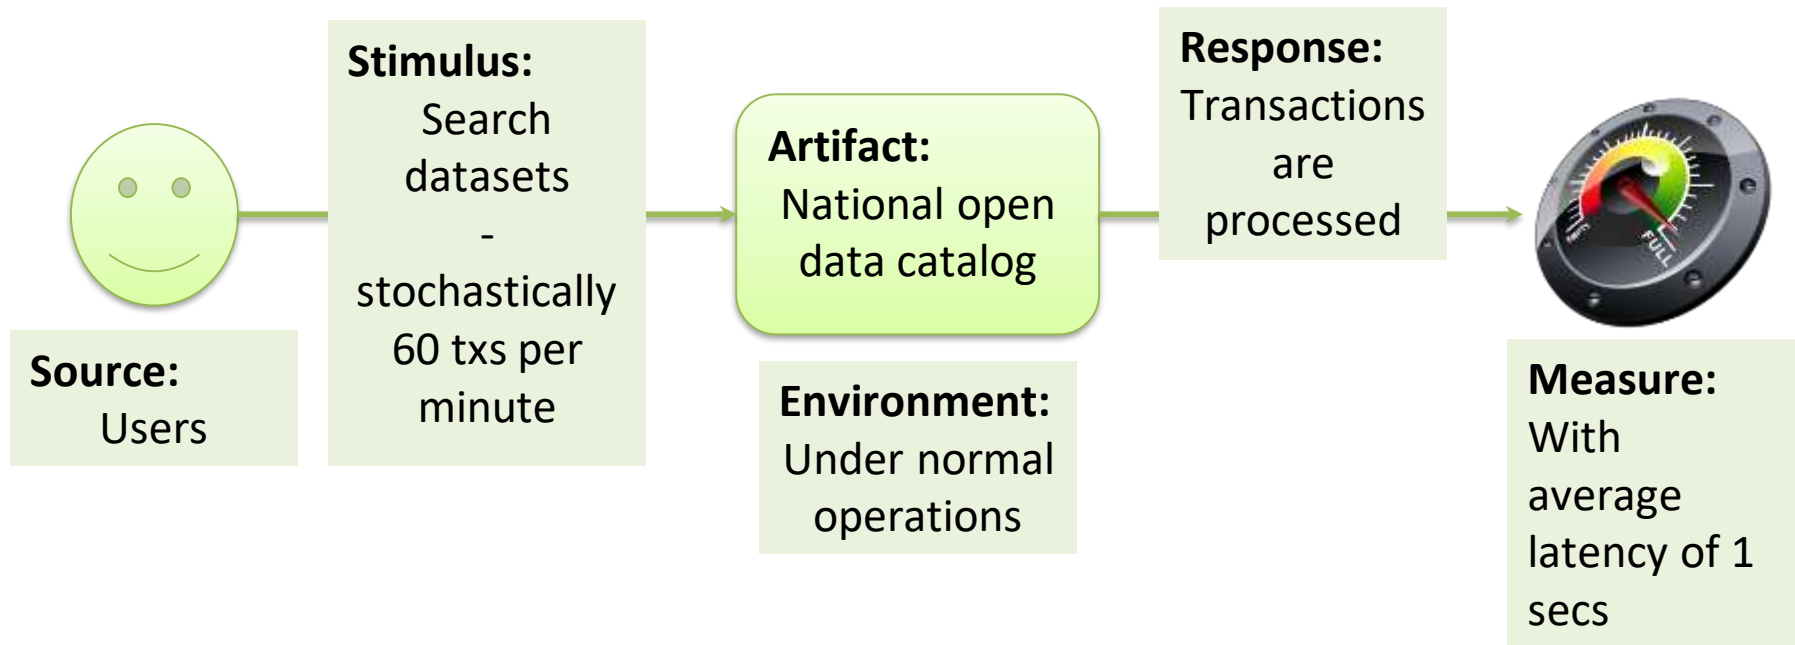 Source:
Users
Stimulus:
Search
datasets
-
stochastically
60 txs per
minute
Artifact:
National open
data catalog
Environment:
Under normal
operations
Response:
Transactions
are
processed
FULL
Measure:
With
average
latency of 1
secs